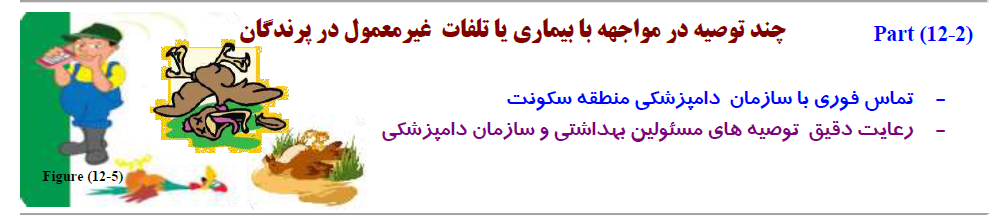 چند توصیه در مواجهه با بیماری یا تلفات غیرمعمول در پرندگان
Part (12-2)
- تماس فوری با سازمان دامپزشکی منطقه سکونت
- رعایت دقیق توصیه های مسئولین بهداشتی و سازمان دامپزشکی
Figure (12-5)